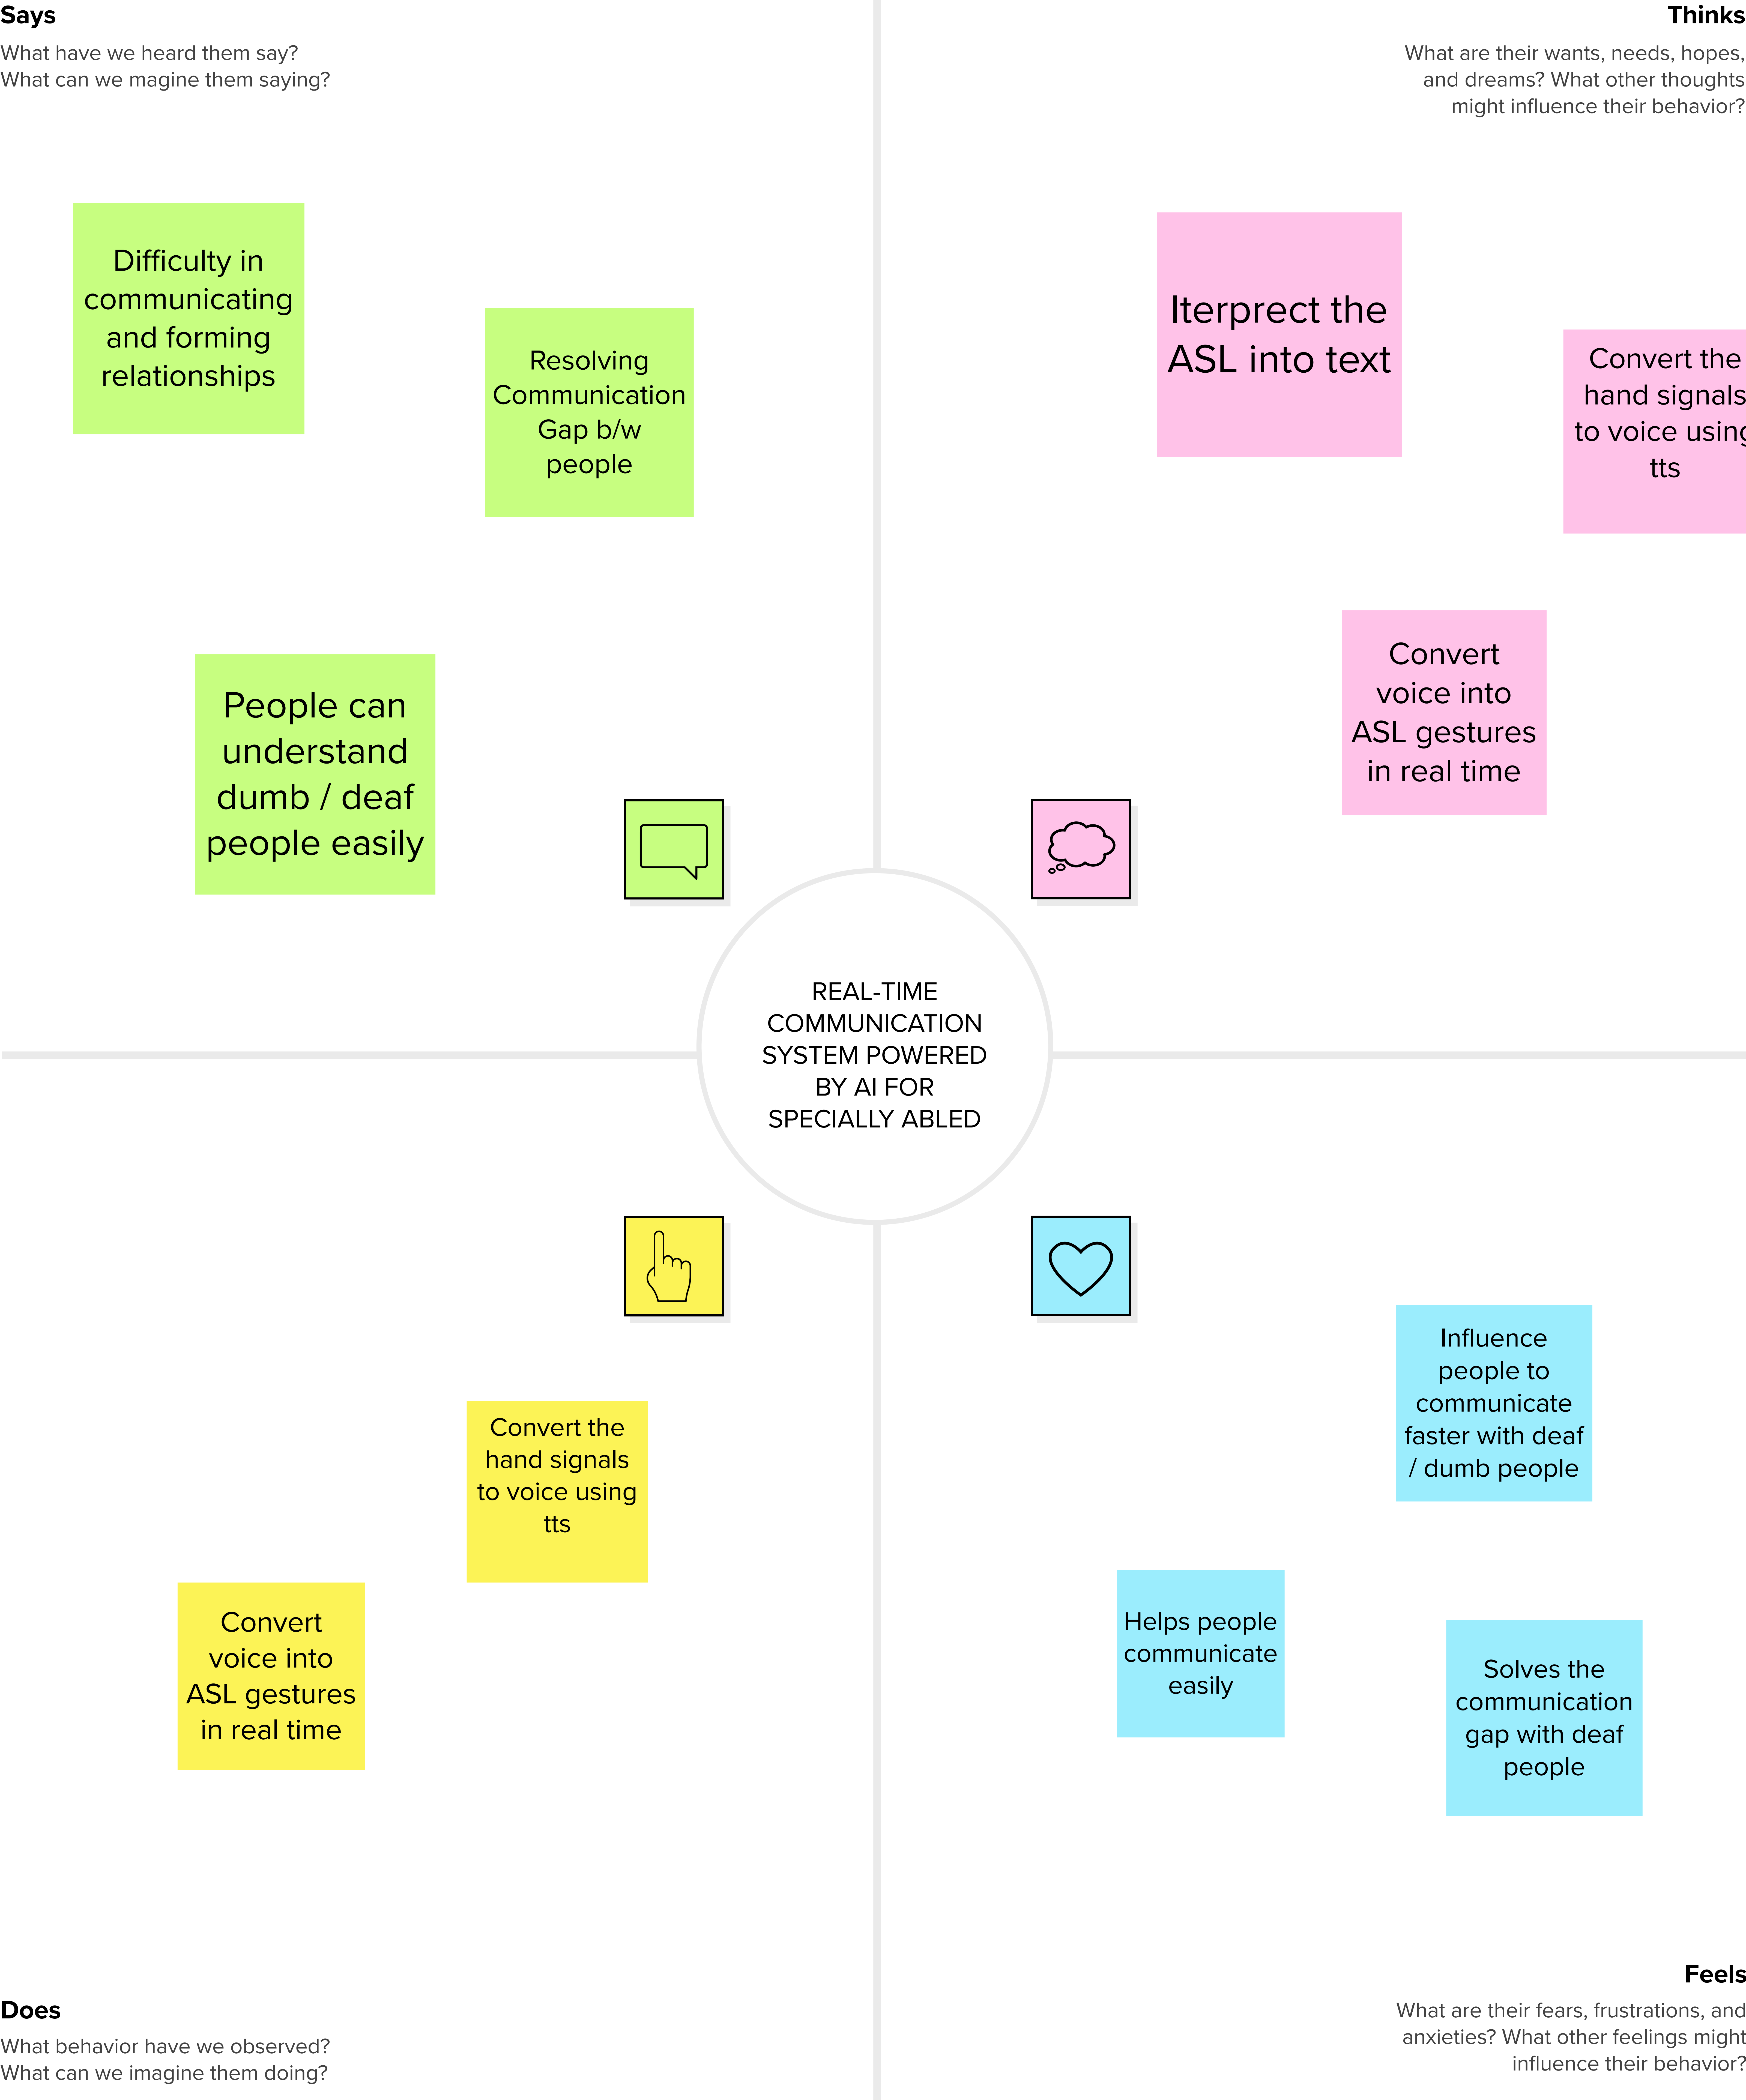 Says
What have we heard them say?
What can we magine them saying?
Thinks
What are their wants, needs, hopes,
and dreams? What other thoughts
might influence their behavior?
Difficulty in
communicating
and forming
relationships
Resolving
Communication
Gap b/w
people
People can
understand
dumb / deaf
people easily
Iterprect the
ASL into text
Convert the
hand signals
to voice using
tts
Convert
voice into
ASL gestures
in real time
REAL-TIME
COMMUNICATION
SYSTEM POWERED
BY AI FOR
SPECIALLY ABLED
Convert the
hand signals
to voice using
tts
Convert
voice into
ASL gestures
in real time
Influence
people to
communicate
faster with deaf
/ dumb people
Helps people
communicate
easily
Solves the
communication
gap with deaf
people
Does
What behavior have we observed?
What can we imagine them doing?
Feels
What are their fears, frustrations, and
anxieties? What other feelings might
influence their behavior?